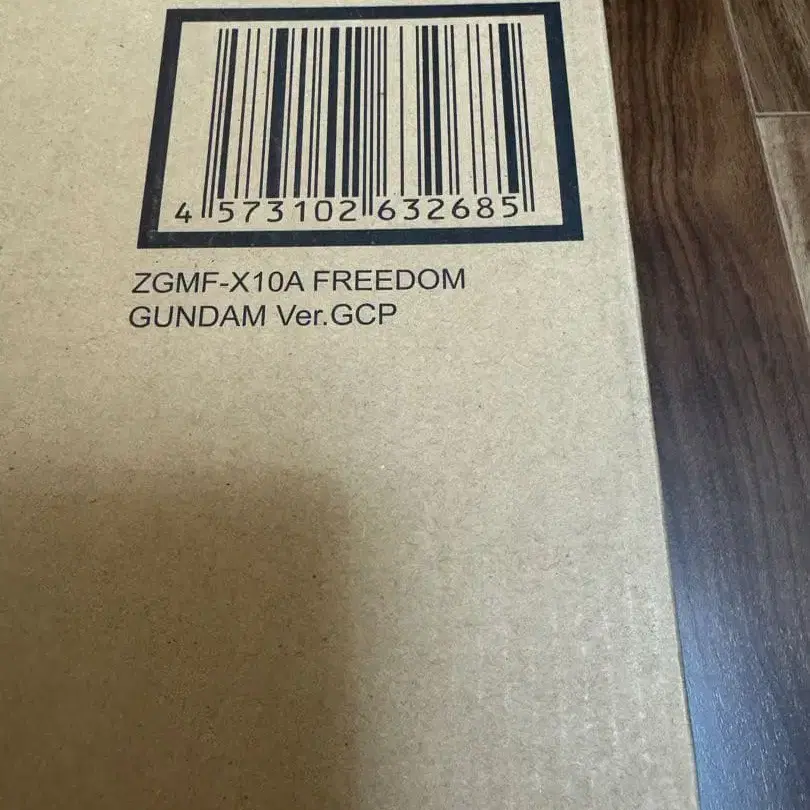 4 573102 632685
ZGMF-X10A FREEDOM
GUNDAM Ver.GCP